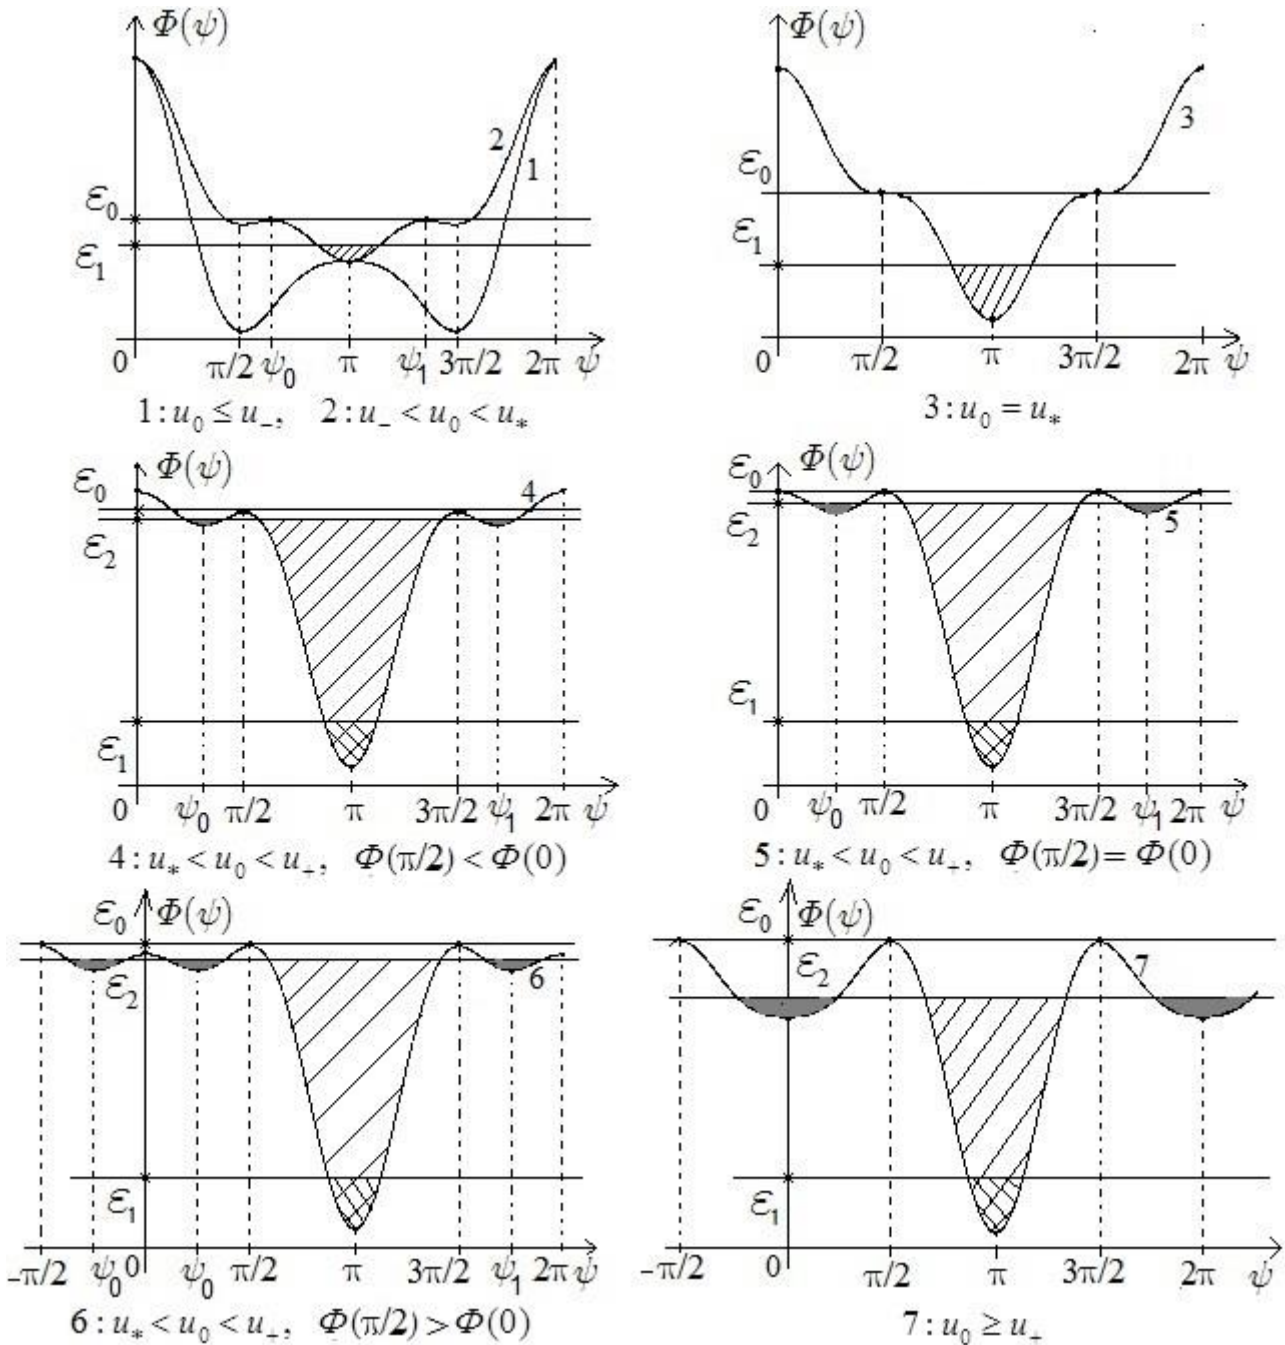 Φ(ψ) Φ(ψ)
2 1 3
ε₀ ε₀
ε₁ ε₁
0 π/2 ψ₀ π ψ₁ 3π/2 2π ψ 0 π/2 π 3π/2 2π ψ
1 : u₀ ≤ u₋, 2 : u₋ < u₀ < u* 3 : u₀ = u*
ε₀ Φ(ψ) ε₀ Φ(ψ)
4 5
ε₂ ε₂
ε₁ ε₁
0 ψ₀ π/2 π 3π/2 ψ₁ 2π ψ 0 ψ₀ π/2 π 3π/2 ψ₁ 2π ψ
4 : u* < u₀ < u₊, Φ(π/2) < Φ(0) 5 : u* < u₀ < u₊, Φ(π/2) = Φ(0)
ε₀ Φ(ψ) ε₀ Φ(ψ)
ε₂ 6 ε₂ 7
ε₁ ε₁
−π/2 ψ₀ 0 ψ₀ π/2 π 3π/2 ψ₁ 2π ψ −π/2 0 π/2 π 3π/2 2π ψ
6 : u* < u₀ < u₊, Φ(π/2) > Φ(0) 7 : u₀ ≥ u₊